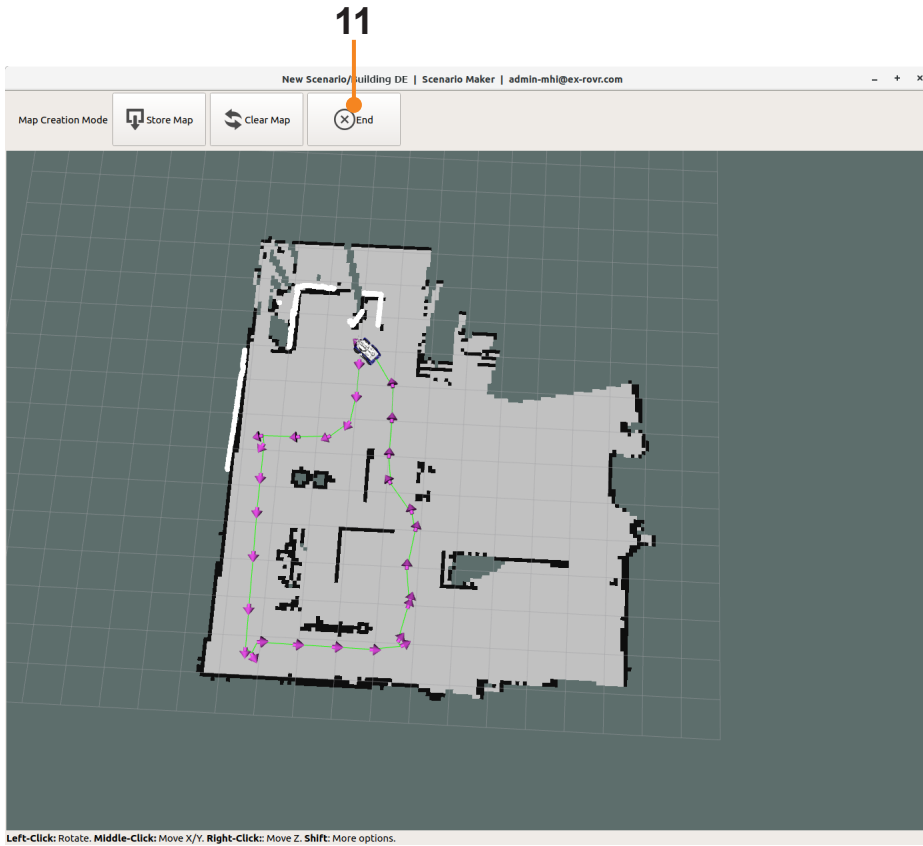 11
New Scenario/Building DE | Scenario Maker | admin-mhi@ex-rovr.com
Map Creation Mode Store Map Clear Map End
Left-Click: Rotate. Middle-Click: Move X/Y. Right-Click:: Move Z. Shift: More options.